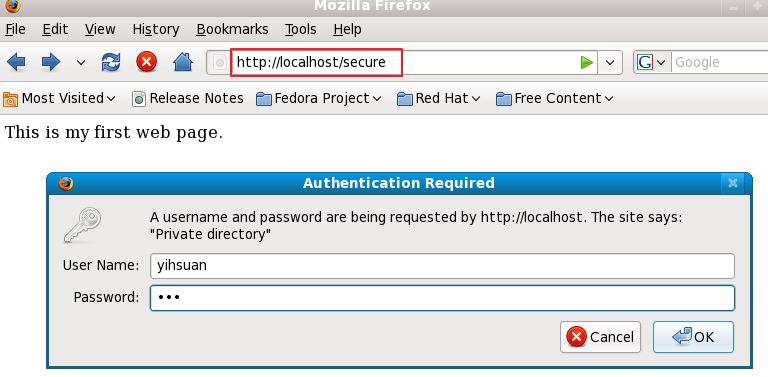 Mozilla Firefox
File Edit View History Bookmarks Tools Help
http://localhost/secure G Google
Most Visited Release Notes Fedora Project Red Hat Free Content
This is my first web page.
Authentication Required
A username and password are being requested by http://localhost. The site says:
"Private directory"
User Name: yihsuan
Password: •••
Cancel OK